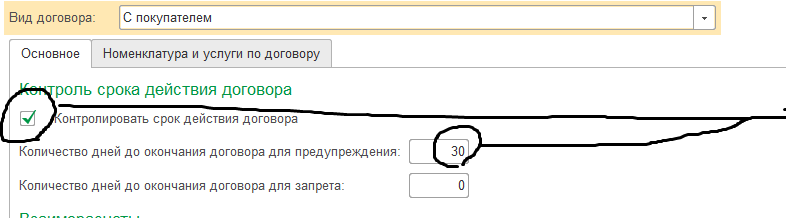 Вид договора: С покупателем
Основное Номенклатура и услуги по договору
Контроль срока действия договора
Контролировать срок действия договора
Количество дней до окончания договора для предупреждения: 30
Количество дней до окончания договора для запрета: 0